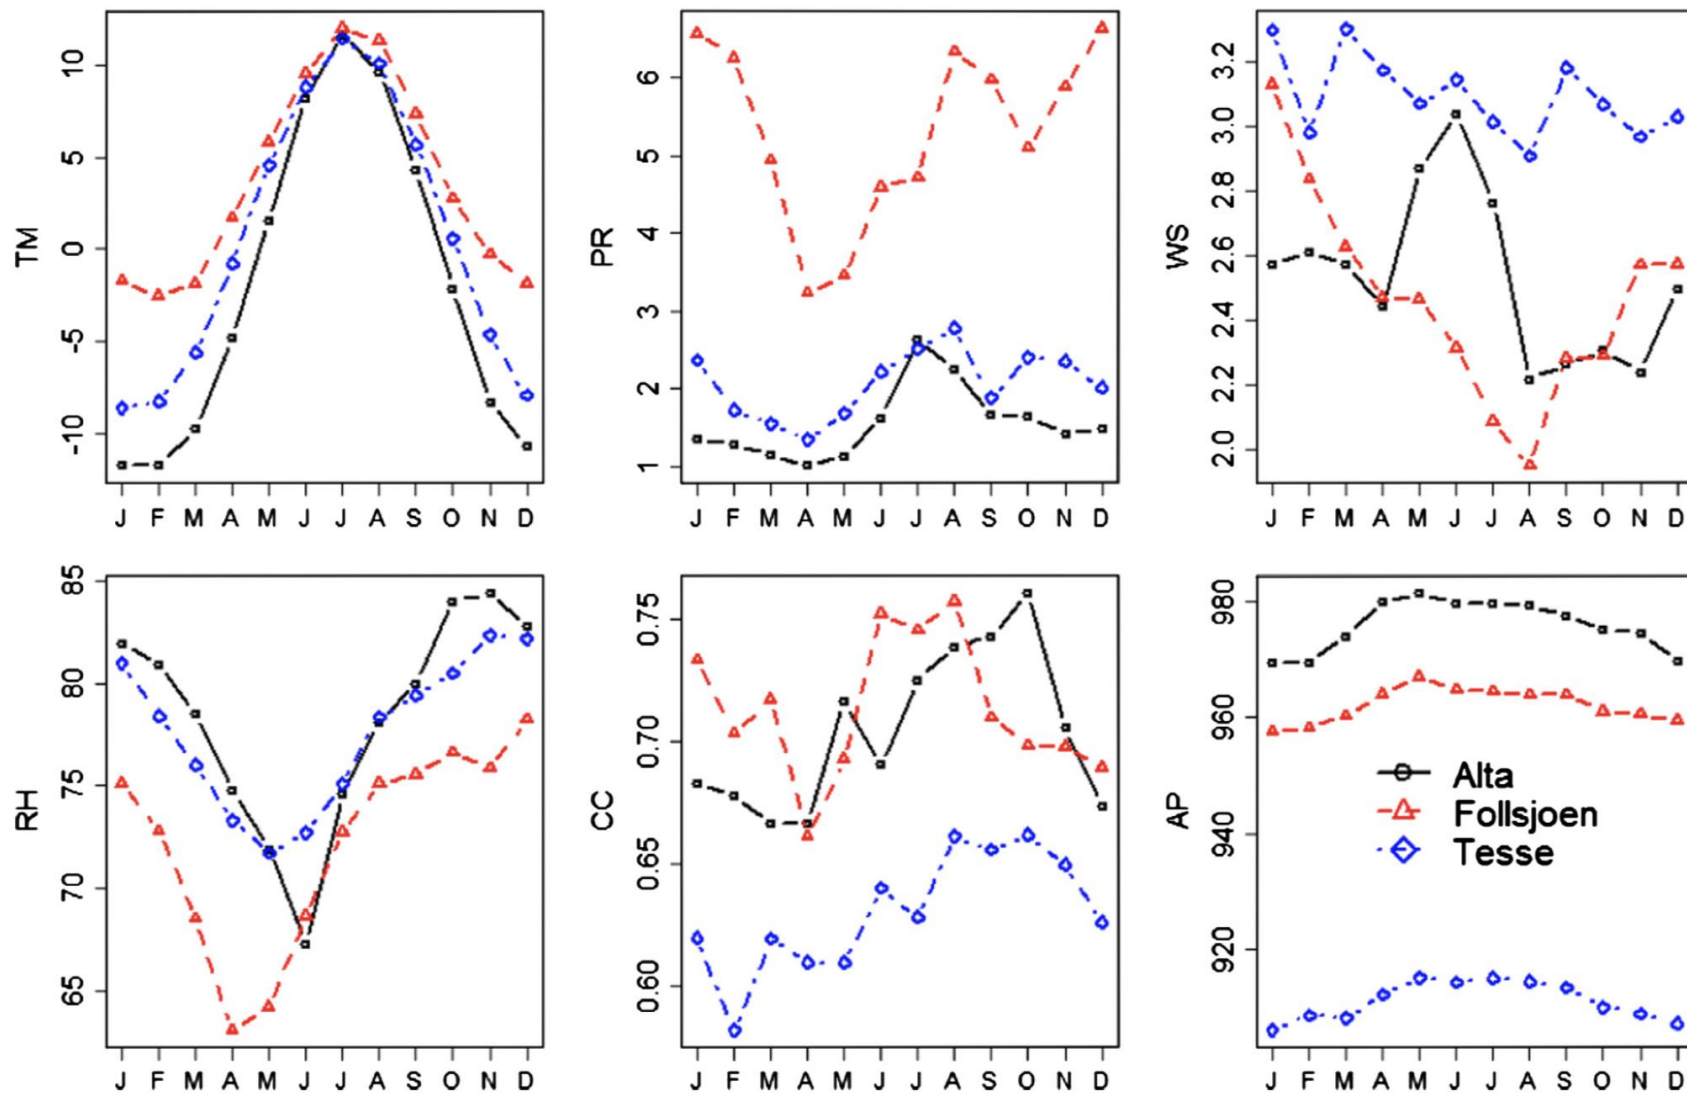 TM
10
5
0
-5
-10
J F M A M J J A S O N D
PR
6
5
4
3
2
1
J F M A M J J A S O N D
WS
3.2
3.0
2.8
2.6
2.4
2.2
2.0
J F M A M J J A S O N D
RH
85
80
75
70
65
J F M A M J J A S O N D
CC
0.75
0.70
0.65
0.60
J F M A M J J A S O N D
AP
980
960
940
920
Alta
Follsjoen
Tesse
J F M A M J J A S O N D